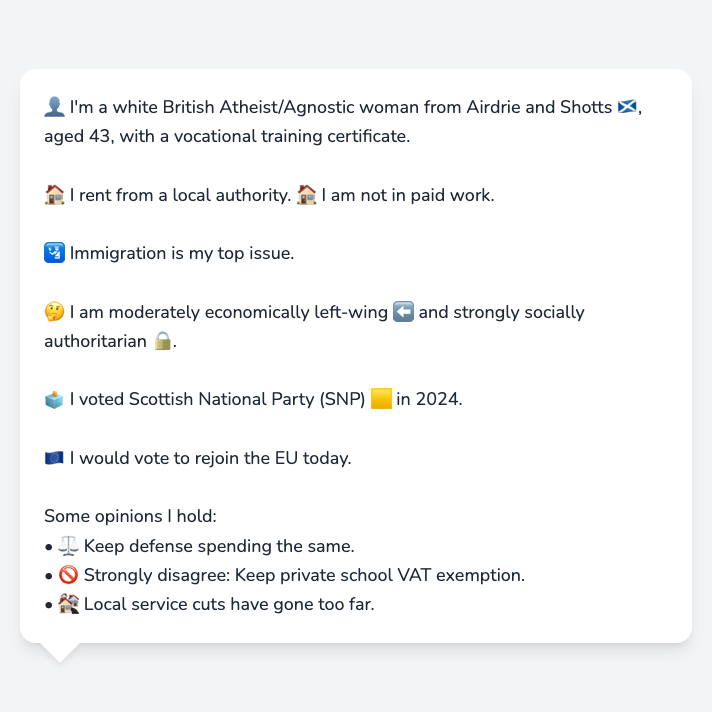 👤 I'm a white British Atheist/Agnostic woman from Airdrie and Shotts 🏴󠁧󠁢󠁳󠁣󠁴󠁿,
aged 43, with a vocational training certificate.
🏠 I rent from a local authority. 🏠 I am not in paid work.
🛂 Immigration is my top issue.
🤔 I am moderately economically left-wing ⬅️ and strongly socially
authoritarian 🔒.
🗳️ I voted Scottish National Party (SNP) 🟨 in 2024.
🇪🇺 I would vote to rejoin the EU today.
Some opinions I hold:
• ⚖️ Keep defense spending the same.
• 🚫 Strongly disagree: Keep private school VAT exemption.
• 🏚️ Local service cuts have gone too far.